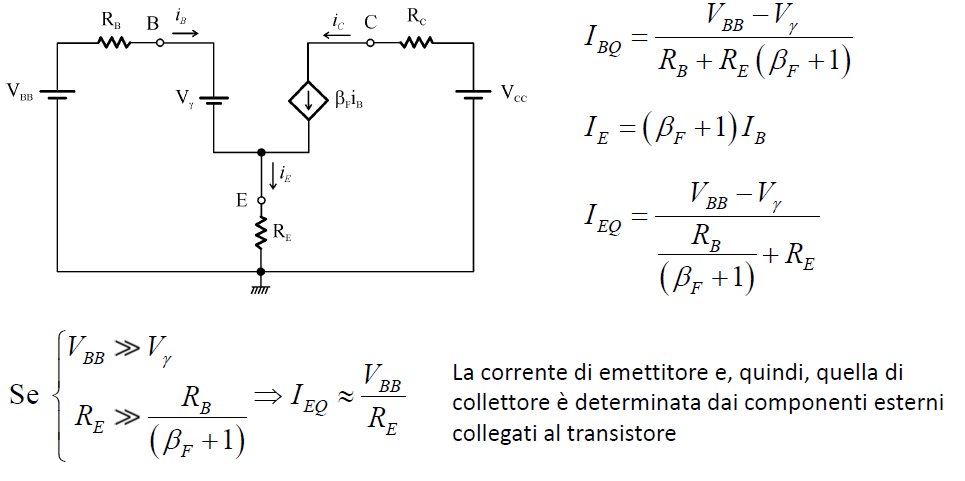 R_B B i_B i_C C R_C
V_BB V_γ β_F i_B V_cc
i_E
E
R_E
I_BQ = (V_BB − V_γ) / (R_B + R_E (β_F + 1))
I_E = (β_F + 1) I_B
I_EQ = (V_BB − V_γ) / (R_B / (β_F + 1) + R_E)
Se { V_BB ≫ V_γ
R_E ≫ R_B / (β_F + 1) ⇒ I_EQ ≈ V_BB / R_E
La corrente di emettitore e, quindi, quella di
collettore è determinata dai componenti esterni
collegati al transistore